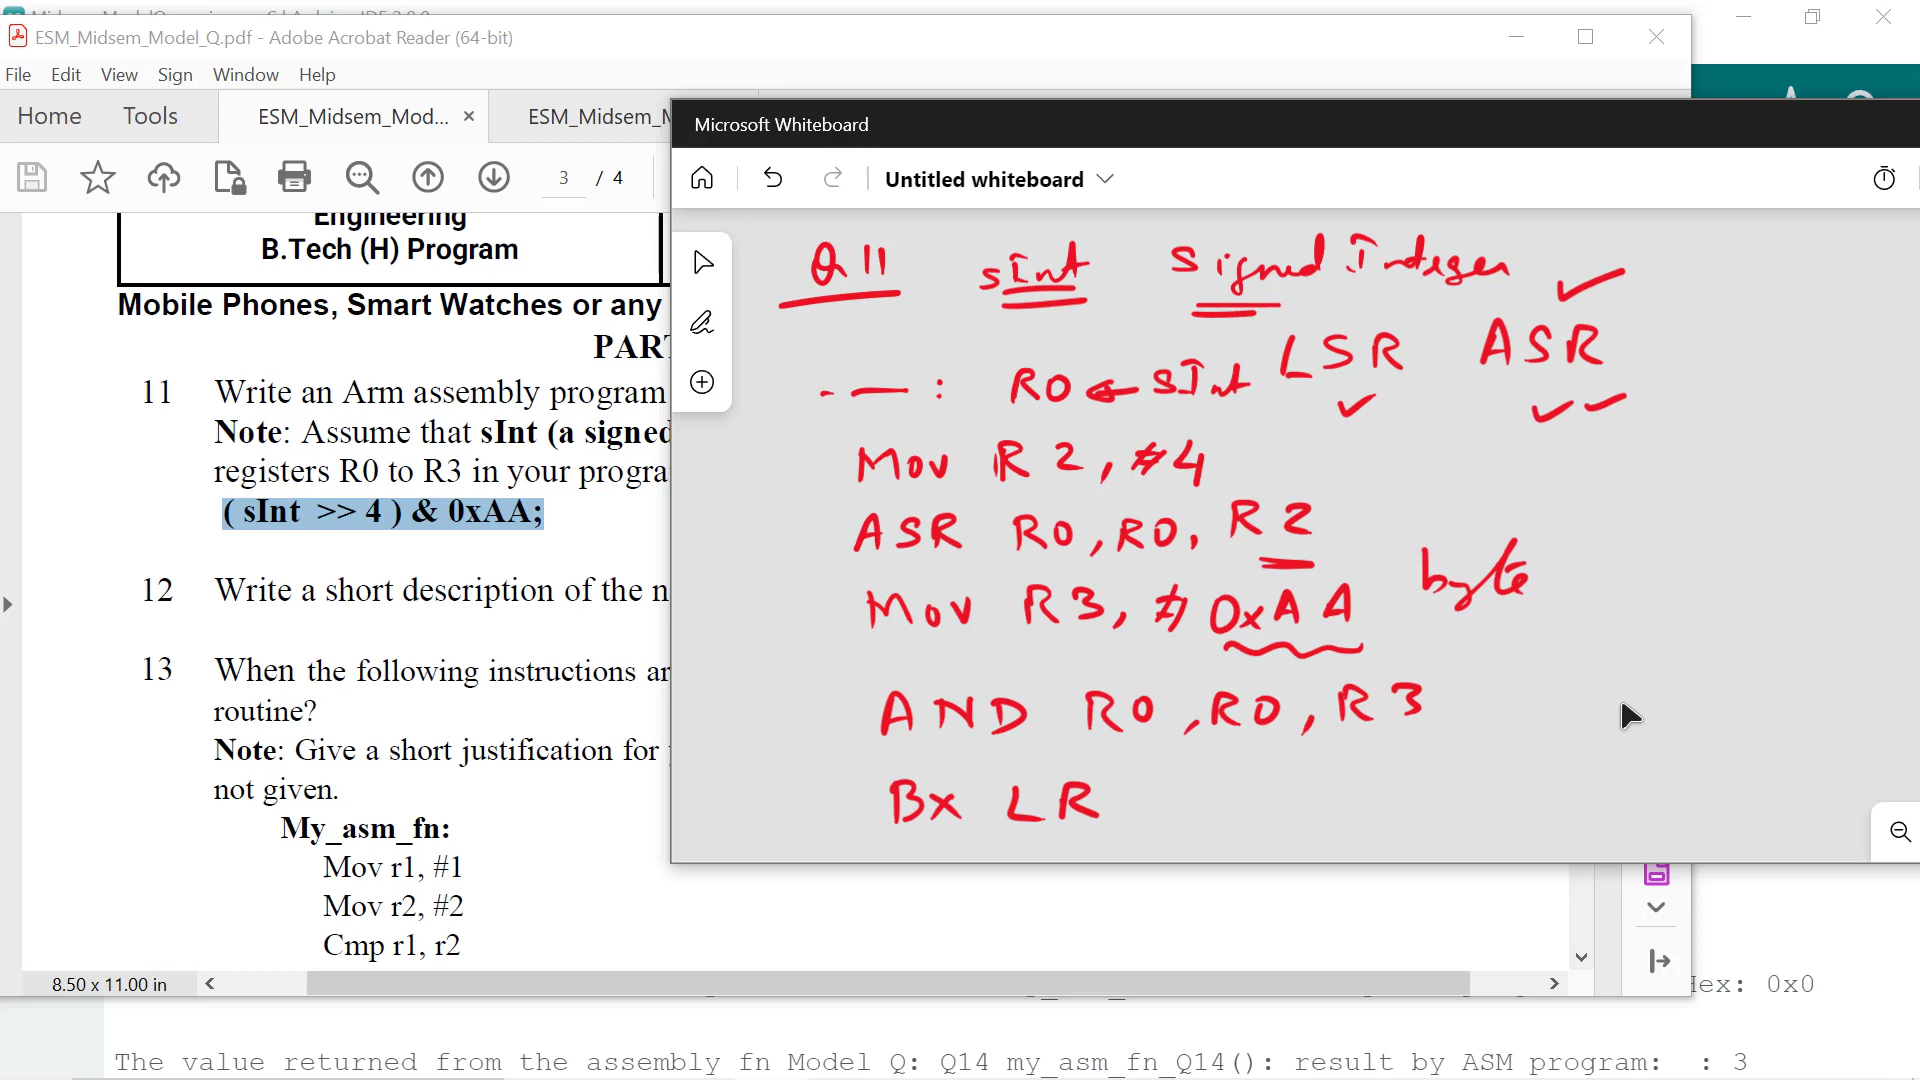 ESM_Midsem_Model_Q.pdf - Adobe Acrobat Reader (64-bit)
File Edit View Sign Window Help
Home Tools ESM_Midsem_Mod... × ESM_Midsem_M
3 / 4
Engineering
B.Tech (H) Program
Mobile Phones, Smart Watches or any
PART
11 Write an Arm assembly program
Note: Assume that sInt (a signed
registers R0 to R3 in your progra
( sInt >> 4 ) & 0xAA;
12 Write a short description of the n
13 When the following instructions ar
routine?
Note: Give a short justification for
not given.
My_asm_fn:
Mov r1, #1
Mov r2, #2
Cmp r1, r2
8.50 x 11.00 in
Microsoft Whiteboard
Untitled whiteboard
Q 11 sInt Signed Integer
LSR ASR
: R0 ← sInt
Mov R2, #4
ASR R0, R0, R2
byte
Mov R3, # 0xAA
AND R0, R0, R3
Bx LR
Hex: 0x0
The value returned from the assembly fn Model Q: Q14 my_asm_fn_Q14(): result by ASM program: : 3